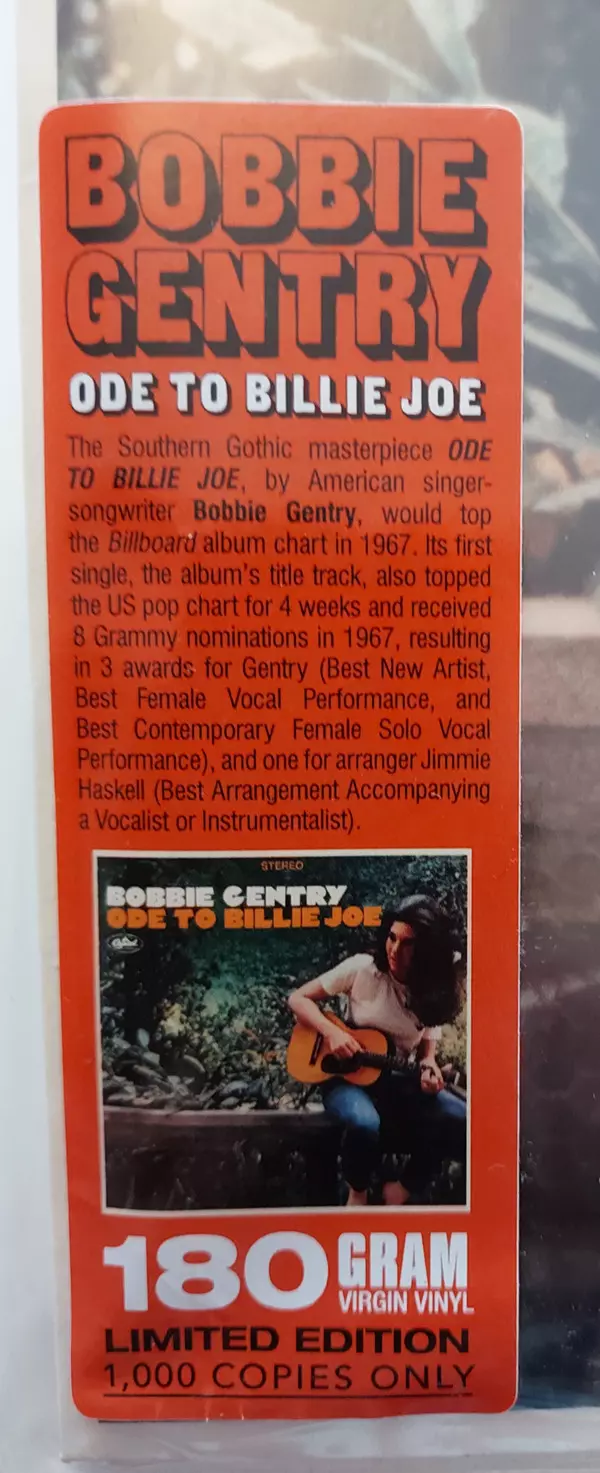 BOBBIE
GENTRY
ODE TO BILLIE JOE
The Southern Gothic masterpiece ODE
TO BILLIE JOE, by American singer-
songwriter Bobbie Gentry, would top
the Billboard album chart in 1967. Its first
single, the album's title track, also topped
the US pop chart for 4 weeks and received
8 Grammy nominations in 1967, resulting
in 3 awards for Gentry (Best New Artist,
Best Female Vocal Performance, and
Best Contemporary Female Solo Vocal
Performance), and one for arranger Jimmie
Haskell (Best Arrangement Accompanying
a Vocalist or Instrumentalist).
STEREO
BOBBIE GENTRY
ODE TO BILLIE JOE
Capitol
180 GRAM
VIRGIN VINYL
LIMITED EDITION
1,000 COPIES ONLY